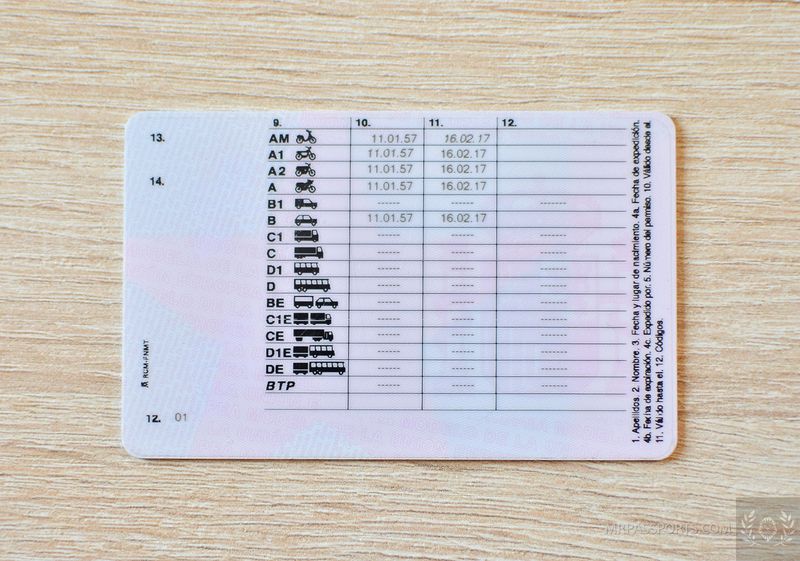 13.
14.
9. 10. 11. 12.
AM 11.01.57 16.02.17
A1 11.01.57 16.02.17
A2 11.01.57 16.02.17
A 11.01.57 16.02.17
B1 ------ ------ ------
B 11.01.57 16.02.17
C1 ------ ------ ------
C ------ ------ ------
D1 ------ ------ ------
D ------ ------ ------
BE ------ ------ ------
C1E ------ ------ ------
CE ------ ------ ------
D1E ------ ------ ------
DE ------ ------ ------
BTP ------ ------ ------
RCM-FNMT
12. 01
1. Apellidos. 2. Nombre. 3. Fecha y lugar de nacimiento. 4a. Fecha de expedición.
4b. Fecha de expiración. 4c. Expedido por. 5. Número del permiso. 10. Válido desde el.
11. Válido hasta el. 12. Códigos.
MRPASSPORTS.COM